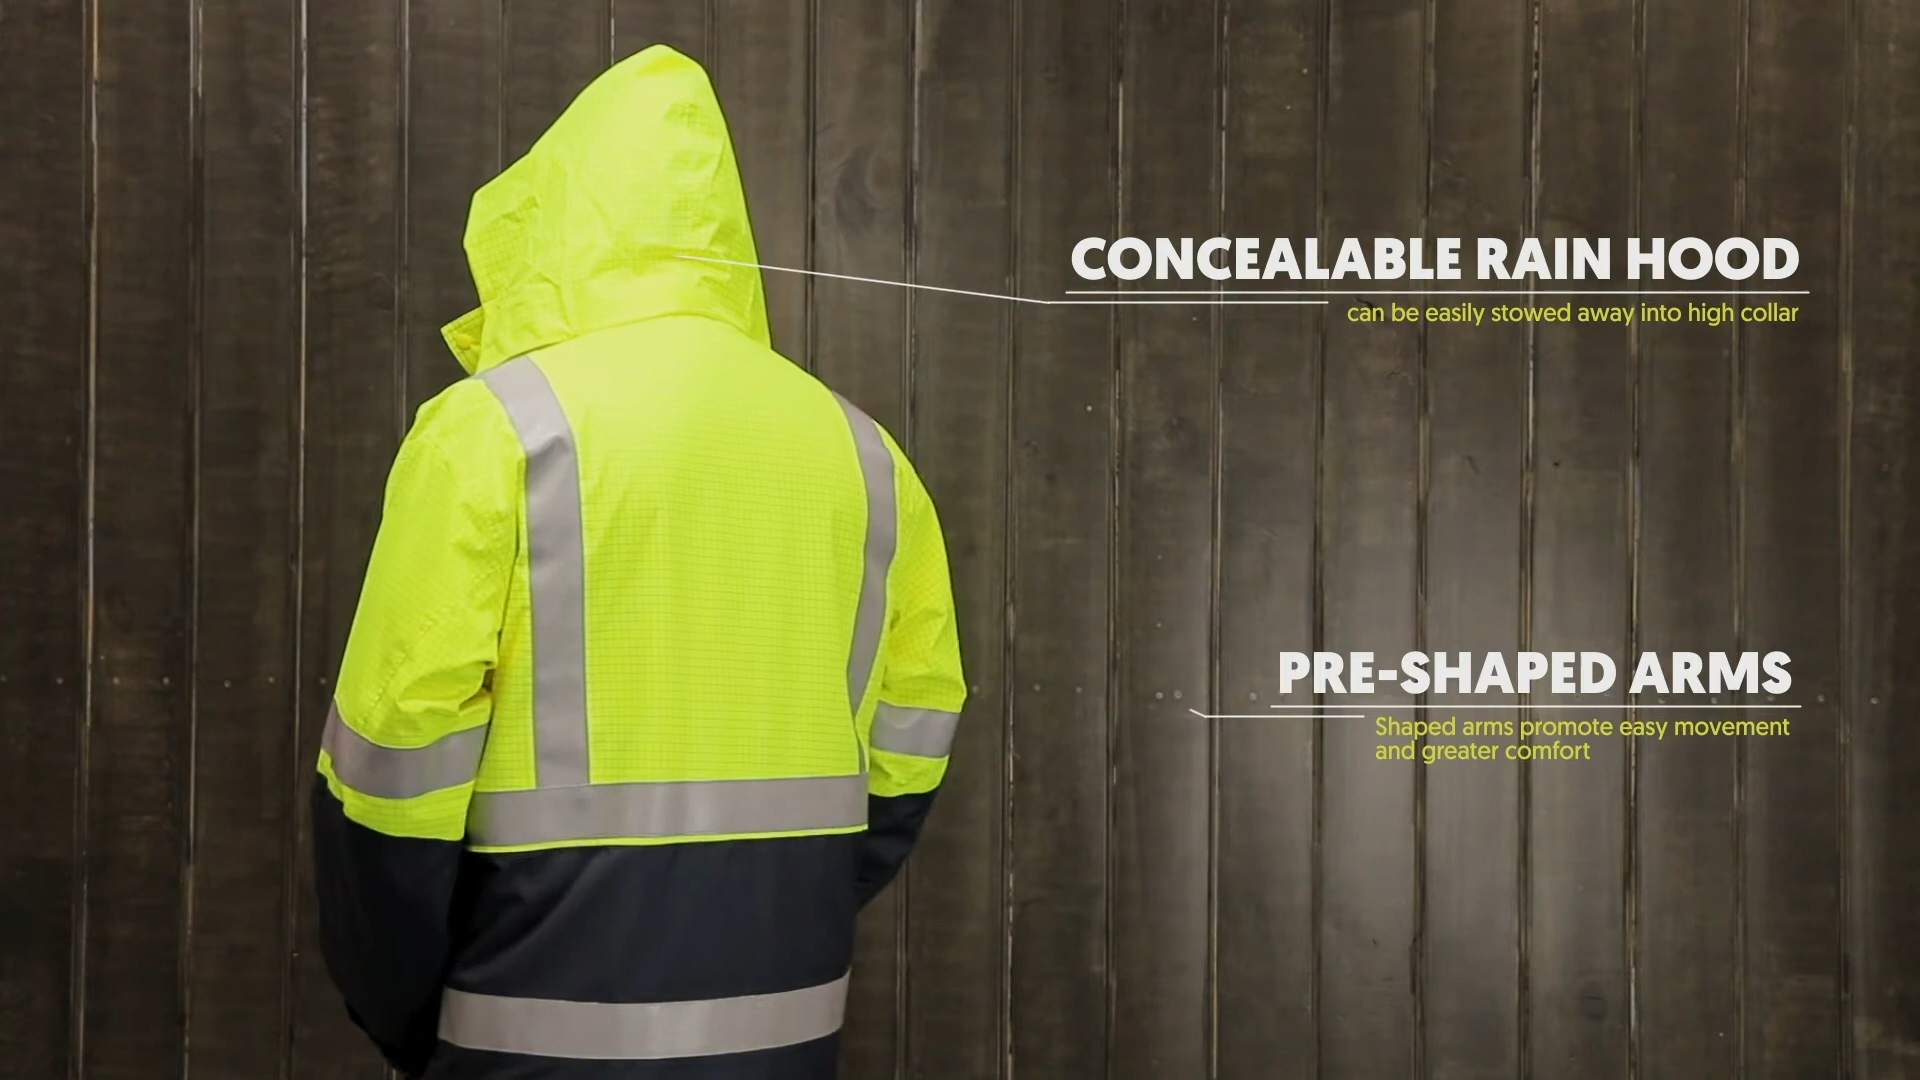 CONCEALABLE RAIN HOOD
can be easily stowed away into high collar
PRE-SHAPED ARMS
Shaped arms promote easy movement
and greater comfort